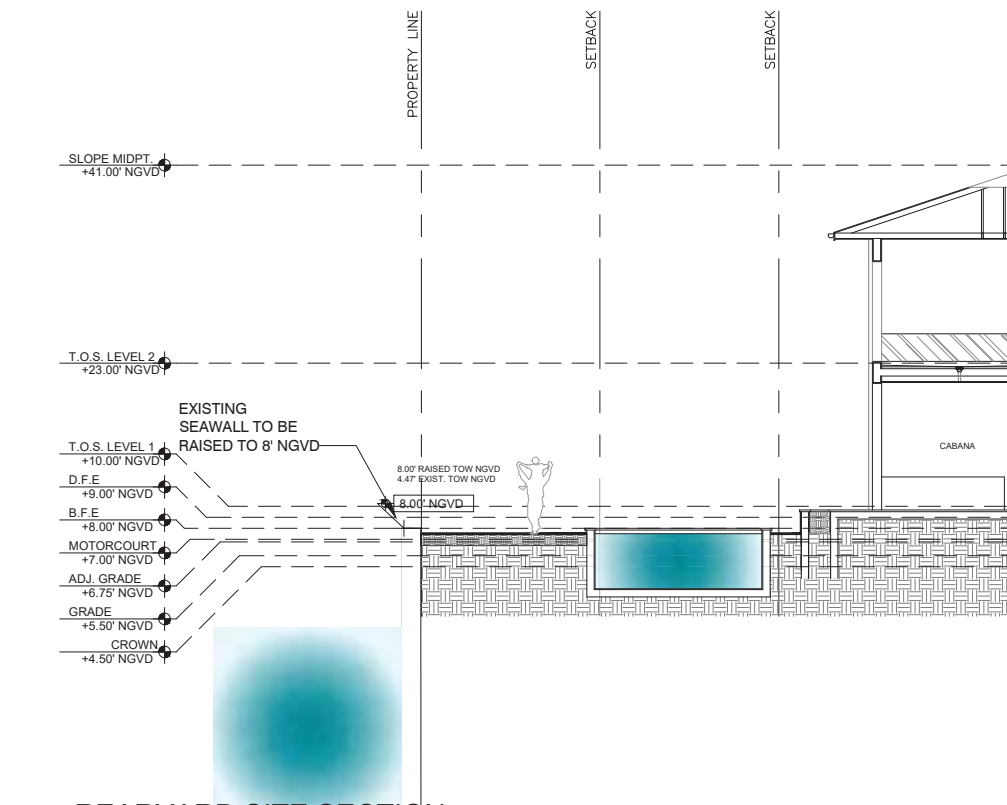 PROPERTY LINE
SETBACK
SETBACK
SLOPE MIDPT.
+41.00' NGVD
T.O.S. LEVEL 2
+23.00' NGVD
EXISTING
SEAWALL TO BE
RAISED TO 8' NGVD
T.O.S. LEVEL 1
+10.00' NGVD
D.F.E
+9.00' NGVD
B.F.E
+8.00' NGVD
MOTORCOURT
+7.00' NGVD
ADJ. GRADE
+6.75' NGVD
GRADE
+5.50' NGVD
CROWN
+4.50' NGVD
8.00' RAISED TOW NGVD
4.47' EXIST. TOW NGVD
8.00' NGVD
CABANA
REARYARD SITE SECTION